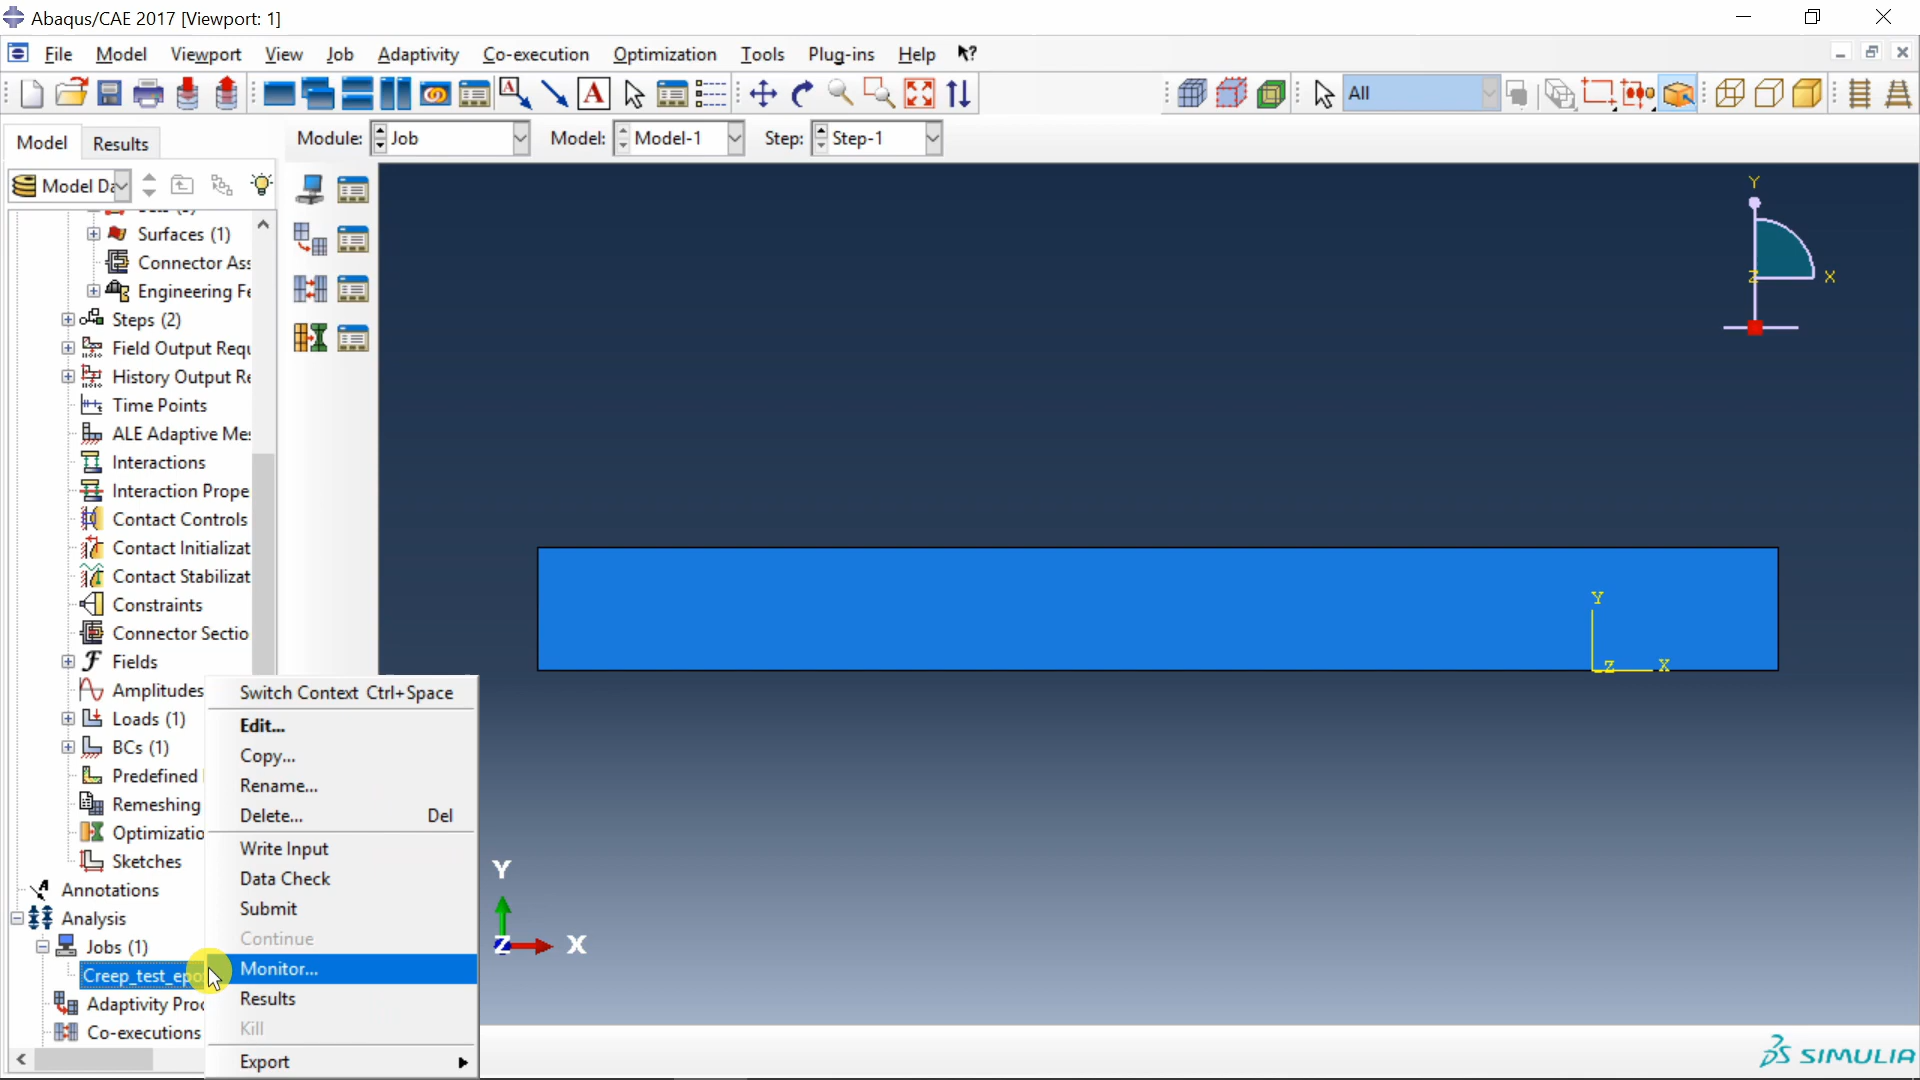 Abaqus/CAE 2017 [Viewport: 1]
File Model Viewport View Job Adaptivity Co-execution Optimization Tools Plug-ins Help
All
Model Results
Module: Job Model: Model-1 Step: Step-1
Model Da
Surfaces (1)
Connector Ass
Engineering Fe
Steps (2)
Field Output Requ
History Output Re
Time Points
ALE Adaptive Mes
Interactions
Interaction Prope
Contact Controls
Contact Initializat
Contact Stabilizat
Constraints
Connector Sectio
Fields
Amplitudes
Loads (1)
BCs (1)
Predefined
Remeshing
Optimizatio
Sketches
Annotations
Analysis
Jobs (1)
Creep_test_epo
Adaptivity Proc
Co-executions
Switch Context Ctrl+Space
Edit...
Copy...
Rename...
Delete... Del
Write Input
Data Check
Submit
Continue
Monitor...
Results
Kill
Export
Y
Z X
Y
Z X
Y
Z X
SIMULIA